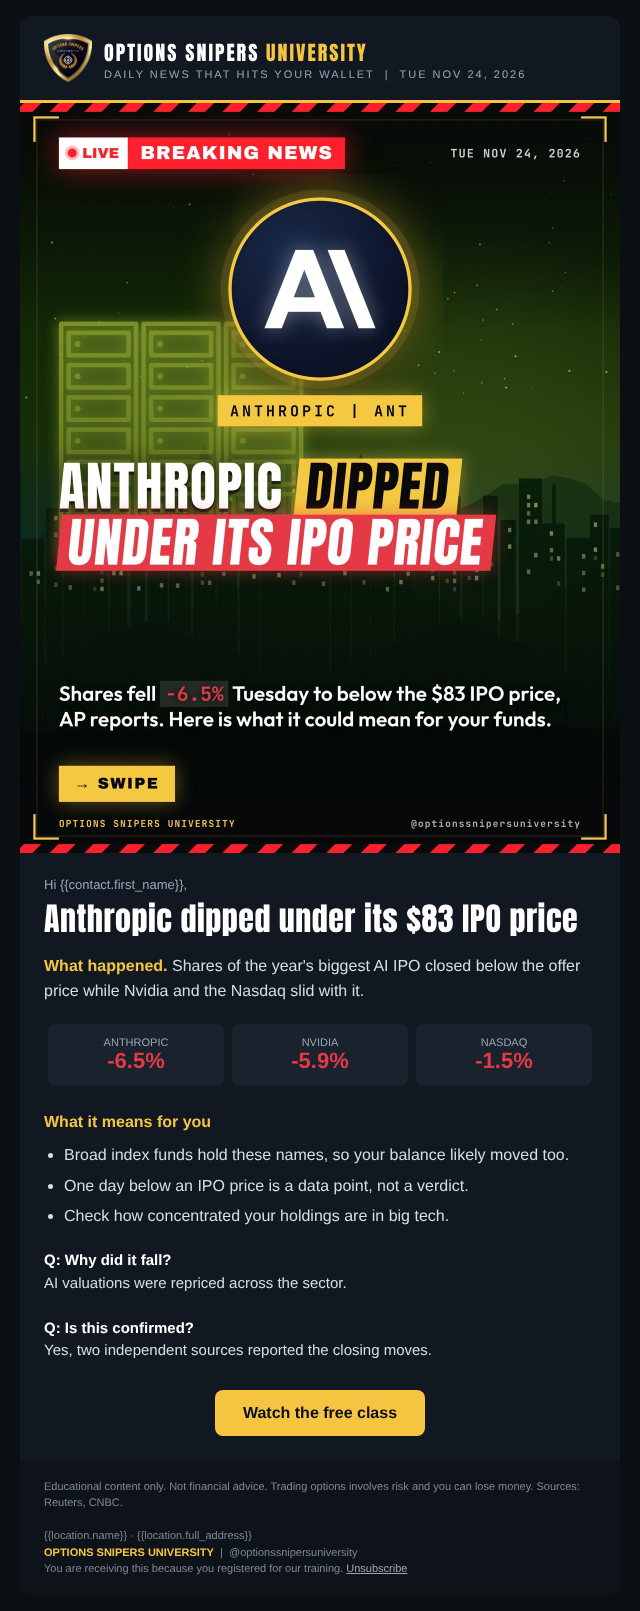 OPTIONS SNIPERS UNIVERSITY
DAILY NEWS THAT HITS YOUR WALLET | TUE NOV 24, 2026
LIVE BREAKING NEWS
TUE NOV 24, 2026
AI
ANTHROPIC | ANT
ANTHROPIC DIPPED
UNDER ITS IPO PRICE
Shares fell -6.5% Tuesday to below the $83 IPO price,
AP reports. Here is what it could mean for your funds.
→ SWIPE
OPTIONS SNIPERS UNIVERSITY
@optionssnipersuniversity
Hi {{contact.first_name}},
Anthropic dipped under its $83 IPO price
What happened. Shares of the year's biggest AI IPO closed below the offer
price while Nvidia and the Nasdaq slid with it.
ANTHROPIC
-6.5%
NVIDIA
-5.9%
NASDAQ
-1.5%
What it means for you
• Broad index funds hold these names, so your balance likely moved too.
• One day below an IPO price is a data point, not a verdict.
• Check how concentrated your holdings are in big tech.
Q: Why did it fall?
AI valuations were repriced across the sector.
Q: Is this confirmed?
Yes, two independent sources reported the closing moves.
Watch the free class
Educational content only. Not financial advice. Trading options involves risk and you can lose money. Sources:
Reuters, CNBC.
{{location.name}} · {{location.full_address}}
OPTIONS SNIPERS UNIVERSITY | @optionssnipersuniversity
You are receiving this because you registered for our training. Unsubscribe